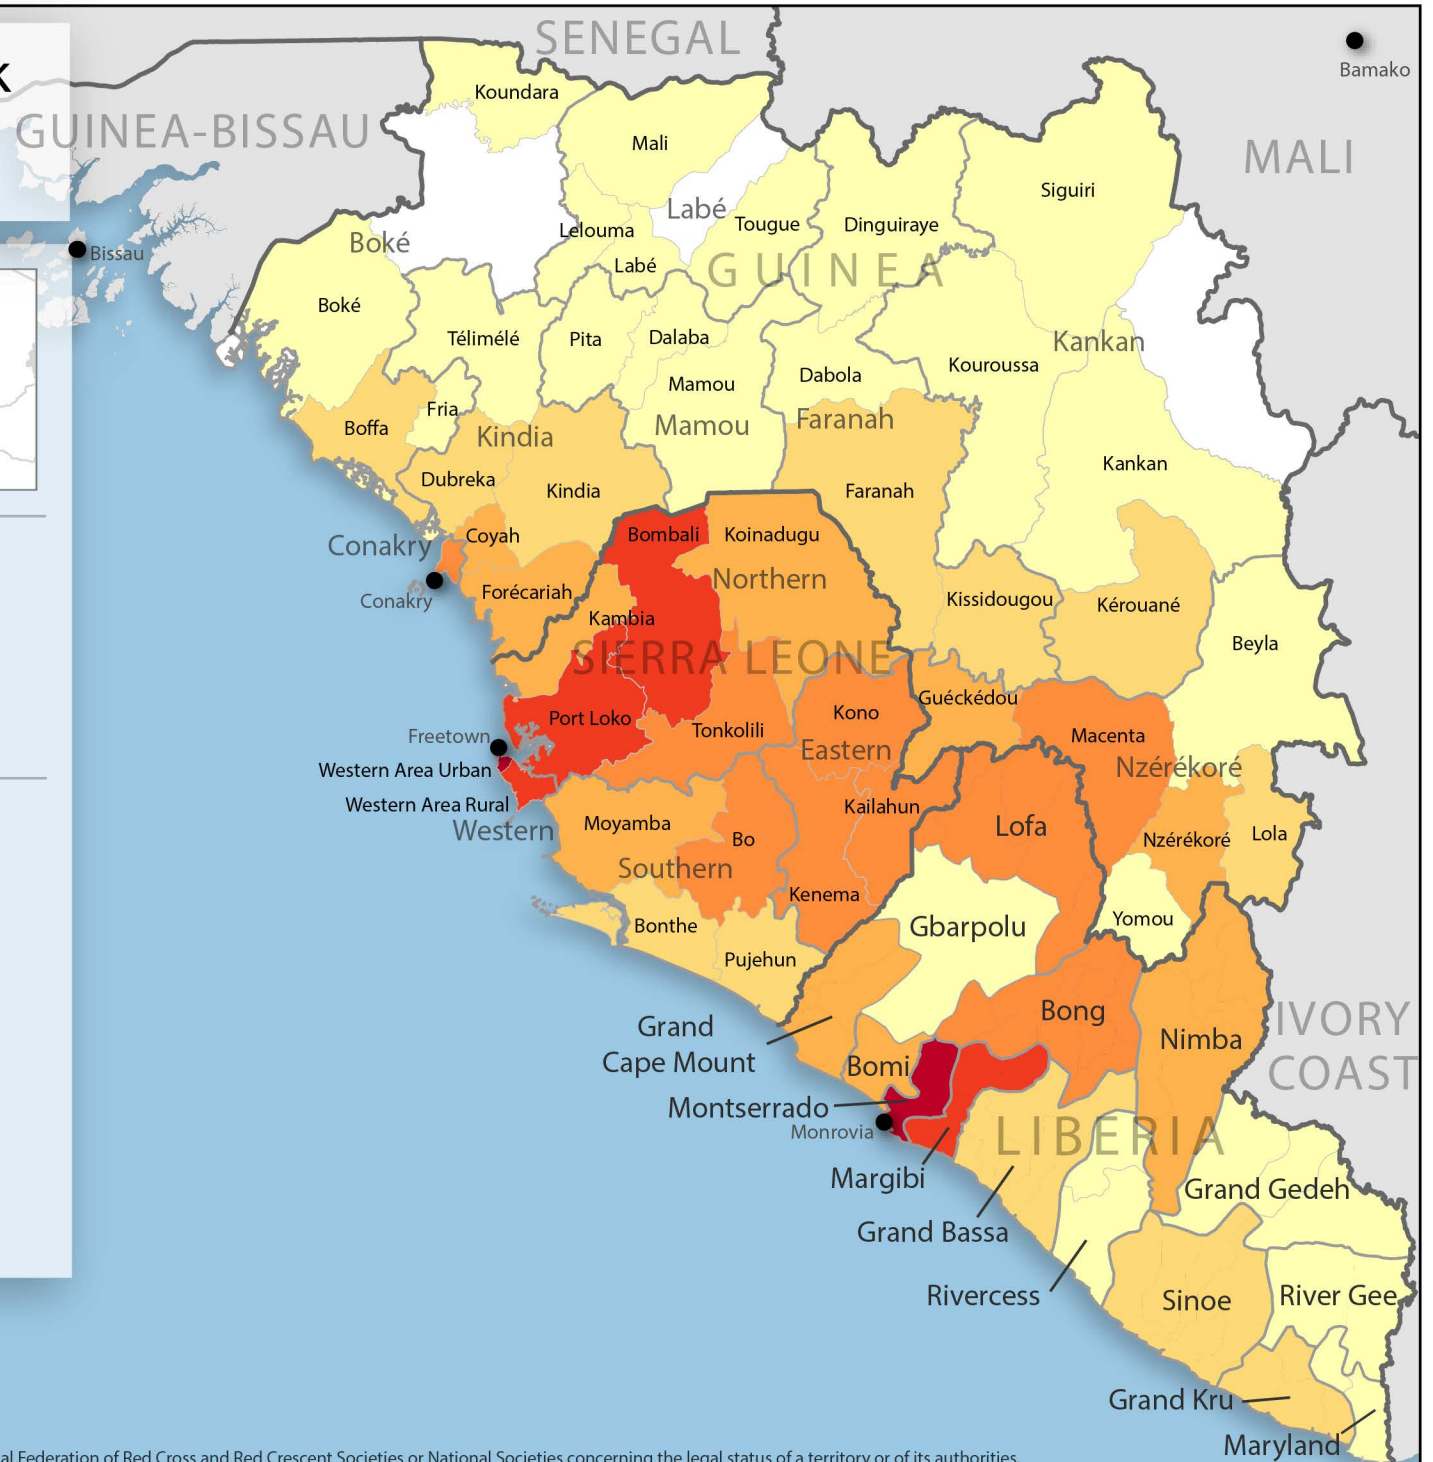 SENEGAL
Bamako
K
Koundara
GUINEA-BISSAU
Mali
MALI
Siguiri
Labé
Tougue
Dinguiraye
Lelouma
Boké
Bissau
Labé
GUINEA
Boké
Télimélé
Pita
Dalaba
Kankan
Kouroussa
Dabola
Mamou
Fria
Boffa
Kindia
Mamou
Faranah
Kankan
Dubreka
Kindia
Faranah
Coyah
Bombali
Koinadugu
Conakry
Northern
Forécariah
Conakry
Kissidougou
Kérouané
Kambia
Beyla
SIERRA LEONE
Guéckédou
Port Loko
Kono
Tonkolili
Macenta
Freetown
Eastern
Nzérékoré
Western Area Urban
Western Area Rural
Kailahun
Western
Moyamba
Lofa
Bo
Nzérékoré
Lola
Southern
Kenema
Bonthe
Gbarpolu
Yomou
Pujehun
Bong
Grand
Cape Mount
Nimba
IVORY
COAST
Bomi
Montserrado
Monrovia
LIBERIA
Margibi
Grand Gedeh
Grand Bassa
Rivercess
Sinoe
River Gee
Grand Kru
Maryland
al Federation of Red Cross and Red Crescent Societies or National Societies concerning the legal status of a territory or of its authorities.